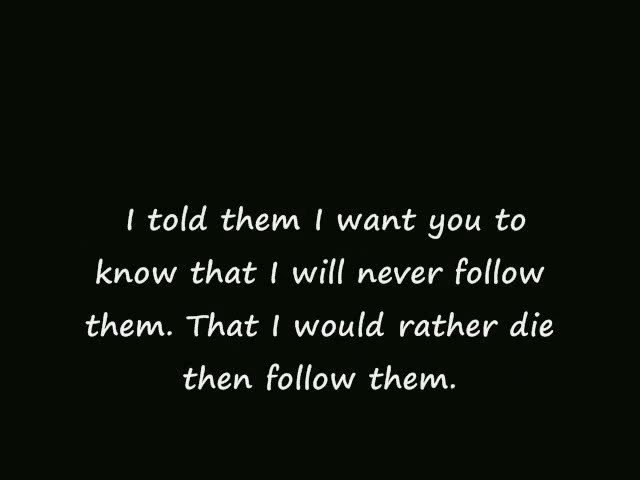 I told them I want you to
know that I will never follow
them. That I would rather die
then follow them.